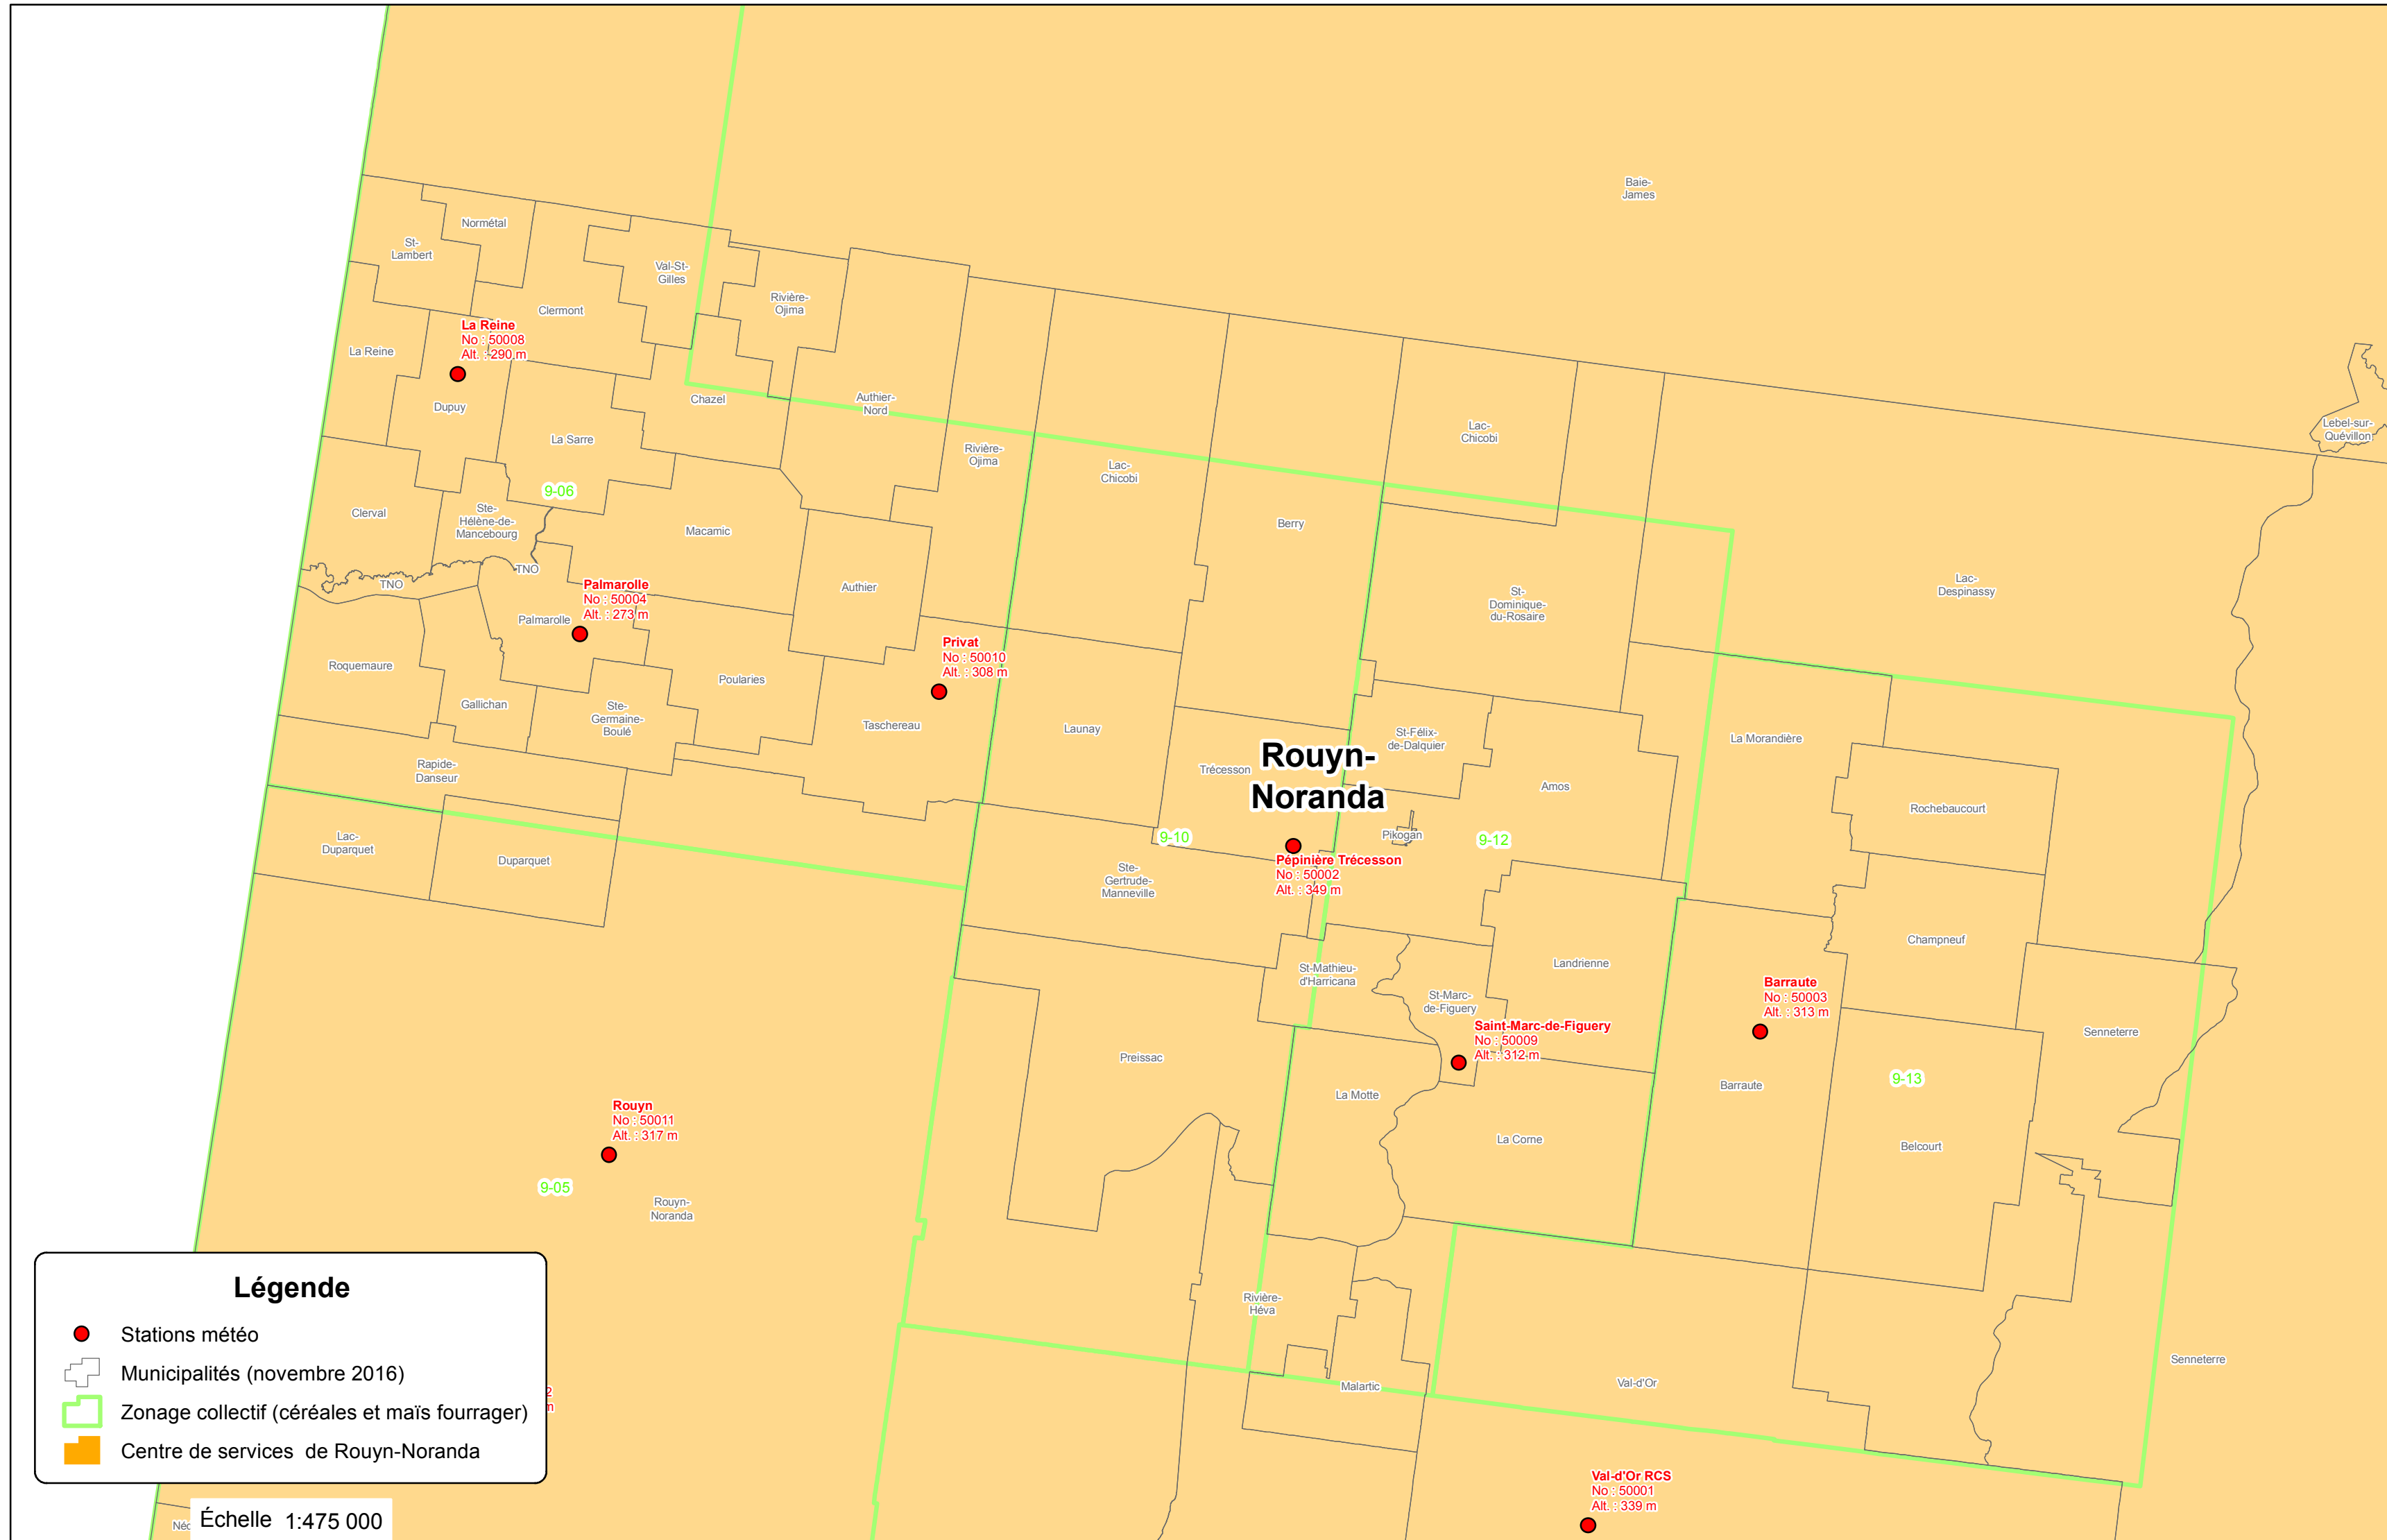 Baie-
James
Normétal
St-
Lambert
Val-St-
Gilles
Rivière-
Ojima
Clermont
La Reine
No : 50008
Alt. : 290 m
La Reine
Dupuy
Chazel
Authier-
Nord
La Sarre
Rivière-
Ojima
Lac-
Chicobi
Lac-
Chicobi
Lebel-sur-
Quévillon
9-06
Clerval
Ste-
Hélène-de-
Mancebourg
Macamic
Berry
TNO
TNO
Palmarolle
No : 50004
Alt. : 273 m
Palmarolle
Authier
St-
Dominique-
du-Rosaire
Lac-
Despinassy
Privat
No : 50010
Alt. : 308 m
Roquemaure
Gallichan
Ste-
Germaine-
Boulé
Poularies
Taschereau
Launay
Trécesson
Rouyn-
Noranda
St-Félix-
de-Dalquier
La Morandière
Rapide-
Danseur
Amos
Rochebaucourt
Lac-
Duparquet
Duparquet
9-10
Pikogan
9-12
Pépinière Trécesson
No : 50002
Alt. : 349 m
Ste-
Gertrude-
Manneville
Champneuf
St-Mathieu-
d'Harricana
Landrienne
St-Marc-
de-Figuery
Barraute
No : 50003
Alt. : 313 m
Saint-Marc-de-Figuery
No : 50009
Alt. : 312 m
Senneterre
Preissac
La Motte
Barraute
9-13
Rouyn
No : 50011
Alt. : 317 m
La Corne
Belcourt
9-05
Rouyn-
Noranda
Rivière-
Héva
Malartic
Val-d'Or
Senneterre
Légende
Stations météo
Municipalités (novembre 2016)
2
Zonage collectif (céréales et maïs fourrager)
m
Centre de services de Rouyn-Noranda
Val-d'Or RCS
No : 50001
Alt. : 339 m
Échelle 1:475 000